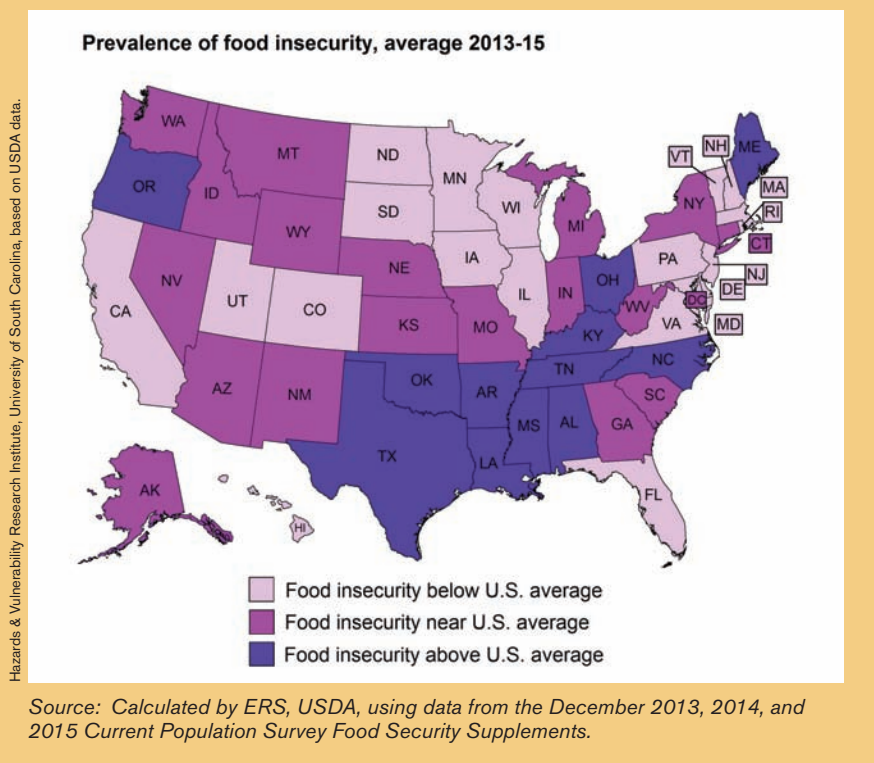 Prevalence of food insecurity, average 2013-15
Hazards & Vulnerability Research Institute, University of South Carolina, based on USDA data.
WA
MT
ND
MN
VT
NH
ME
OR
ID
SD
WI
MI
NY
MA
RI
CT
WY
IA
PA
NJ
NV
NE
IL
IN
OH
DE
CA
UT
CO
KS
MO
WV
DC
VA
MD
KY
AZ
NM
OK
AR
TN
NC
SC
TX
LA
MS
AL
GA
FL
AK
HI
Food insecurity below U.S. average
Food insecurity near U.S. average
Food insecurity above U.S. average
Source: Calculated by ERS, USDA, using data from the December 2013, 2014, and
2015 Current Population Survey Food Security Supplements.